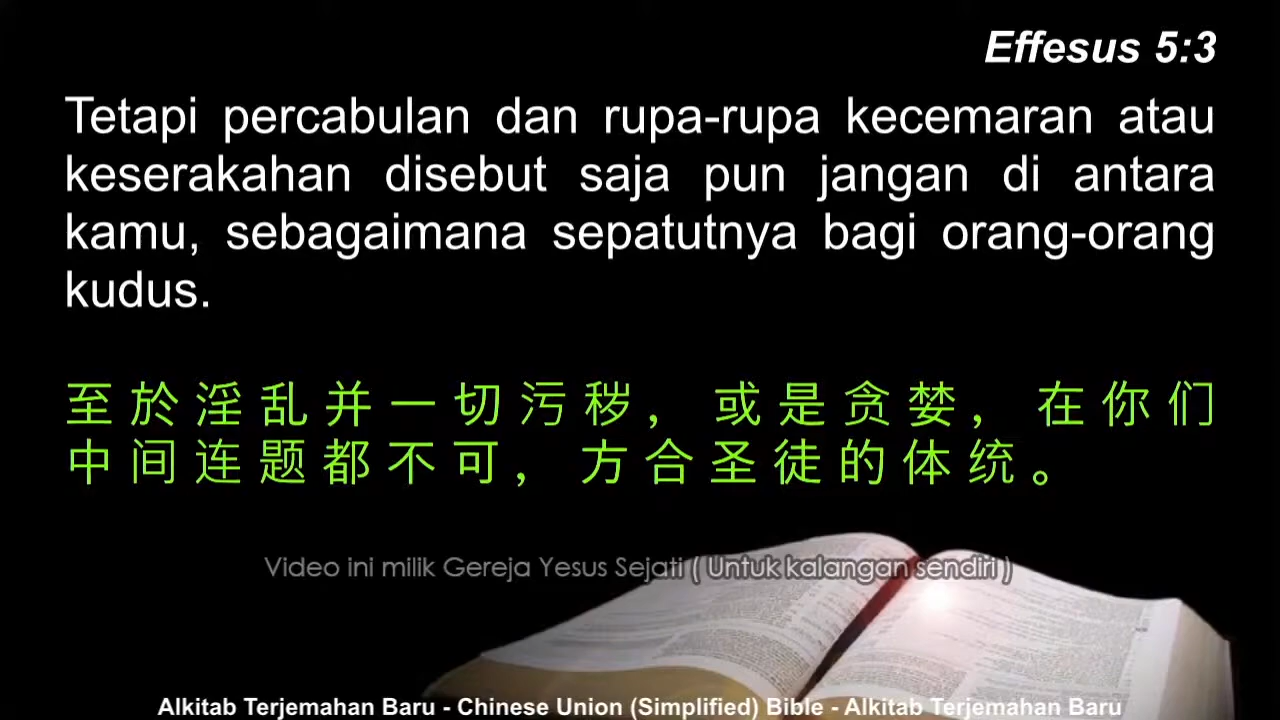 Effesus 5:3
Tetapi percabulan dan rupa-rupa kecemaran atau
keserakahan disebut saja pun jangan di antara
kamu, sebagaimana sepatutnya bagi orang-orang
kudus.
至於淫乱并一切污秽，或是贪婪，在你们
中间连题都不可，方合圣徒的体统。
Video ini milik Gereja Yesus Sejati ( Untuk kalangan sendiri )
Alkitab Terjemahan Baru - Chinese Union (Simplified) Bible - Alkitab Terjemahan Baru